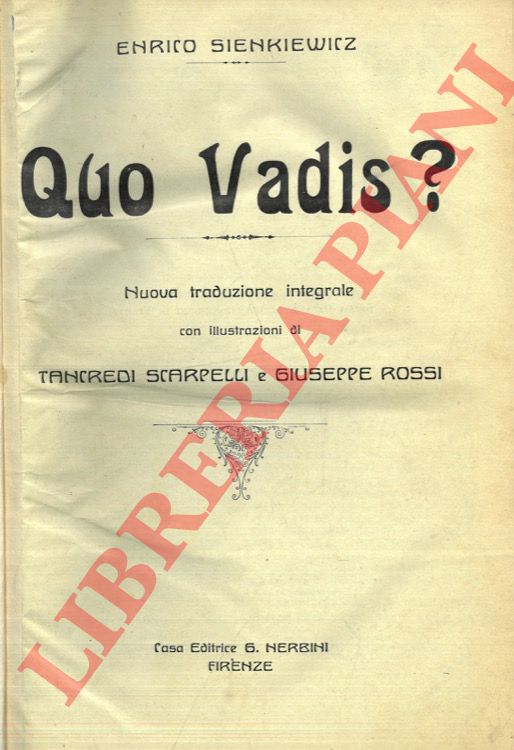 ENRICO SIENKIEWICZ
Quo Vadis?
Nuova traduzione integrale
con illustrazioni di
TANCREDI SCARPELLI e GIUSEPPE ROSSI
Casa Editrice G. NERBINI
FIRENZE
LIBRERIA PIANI